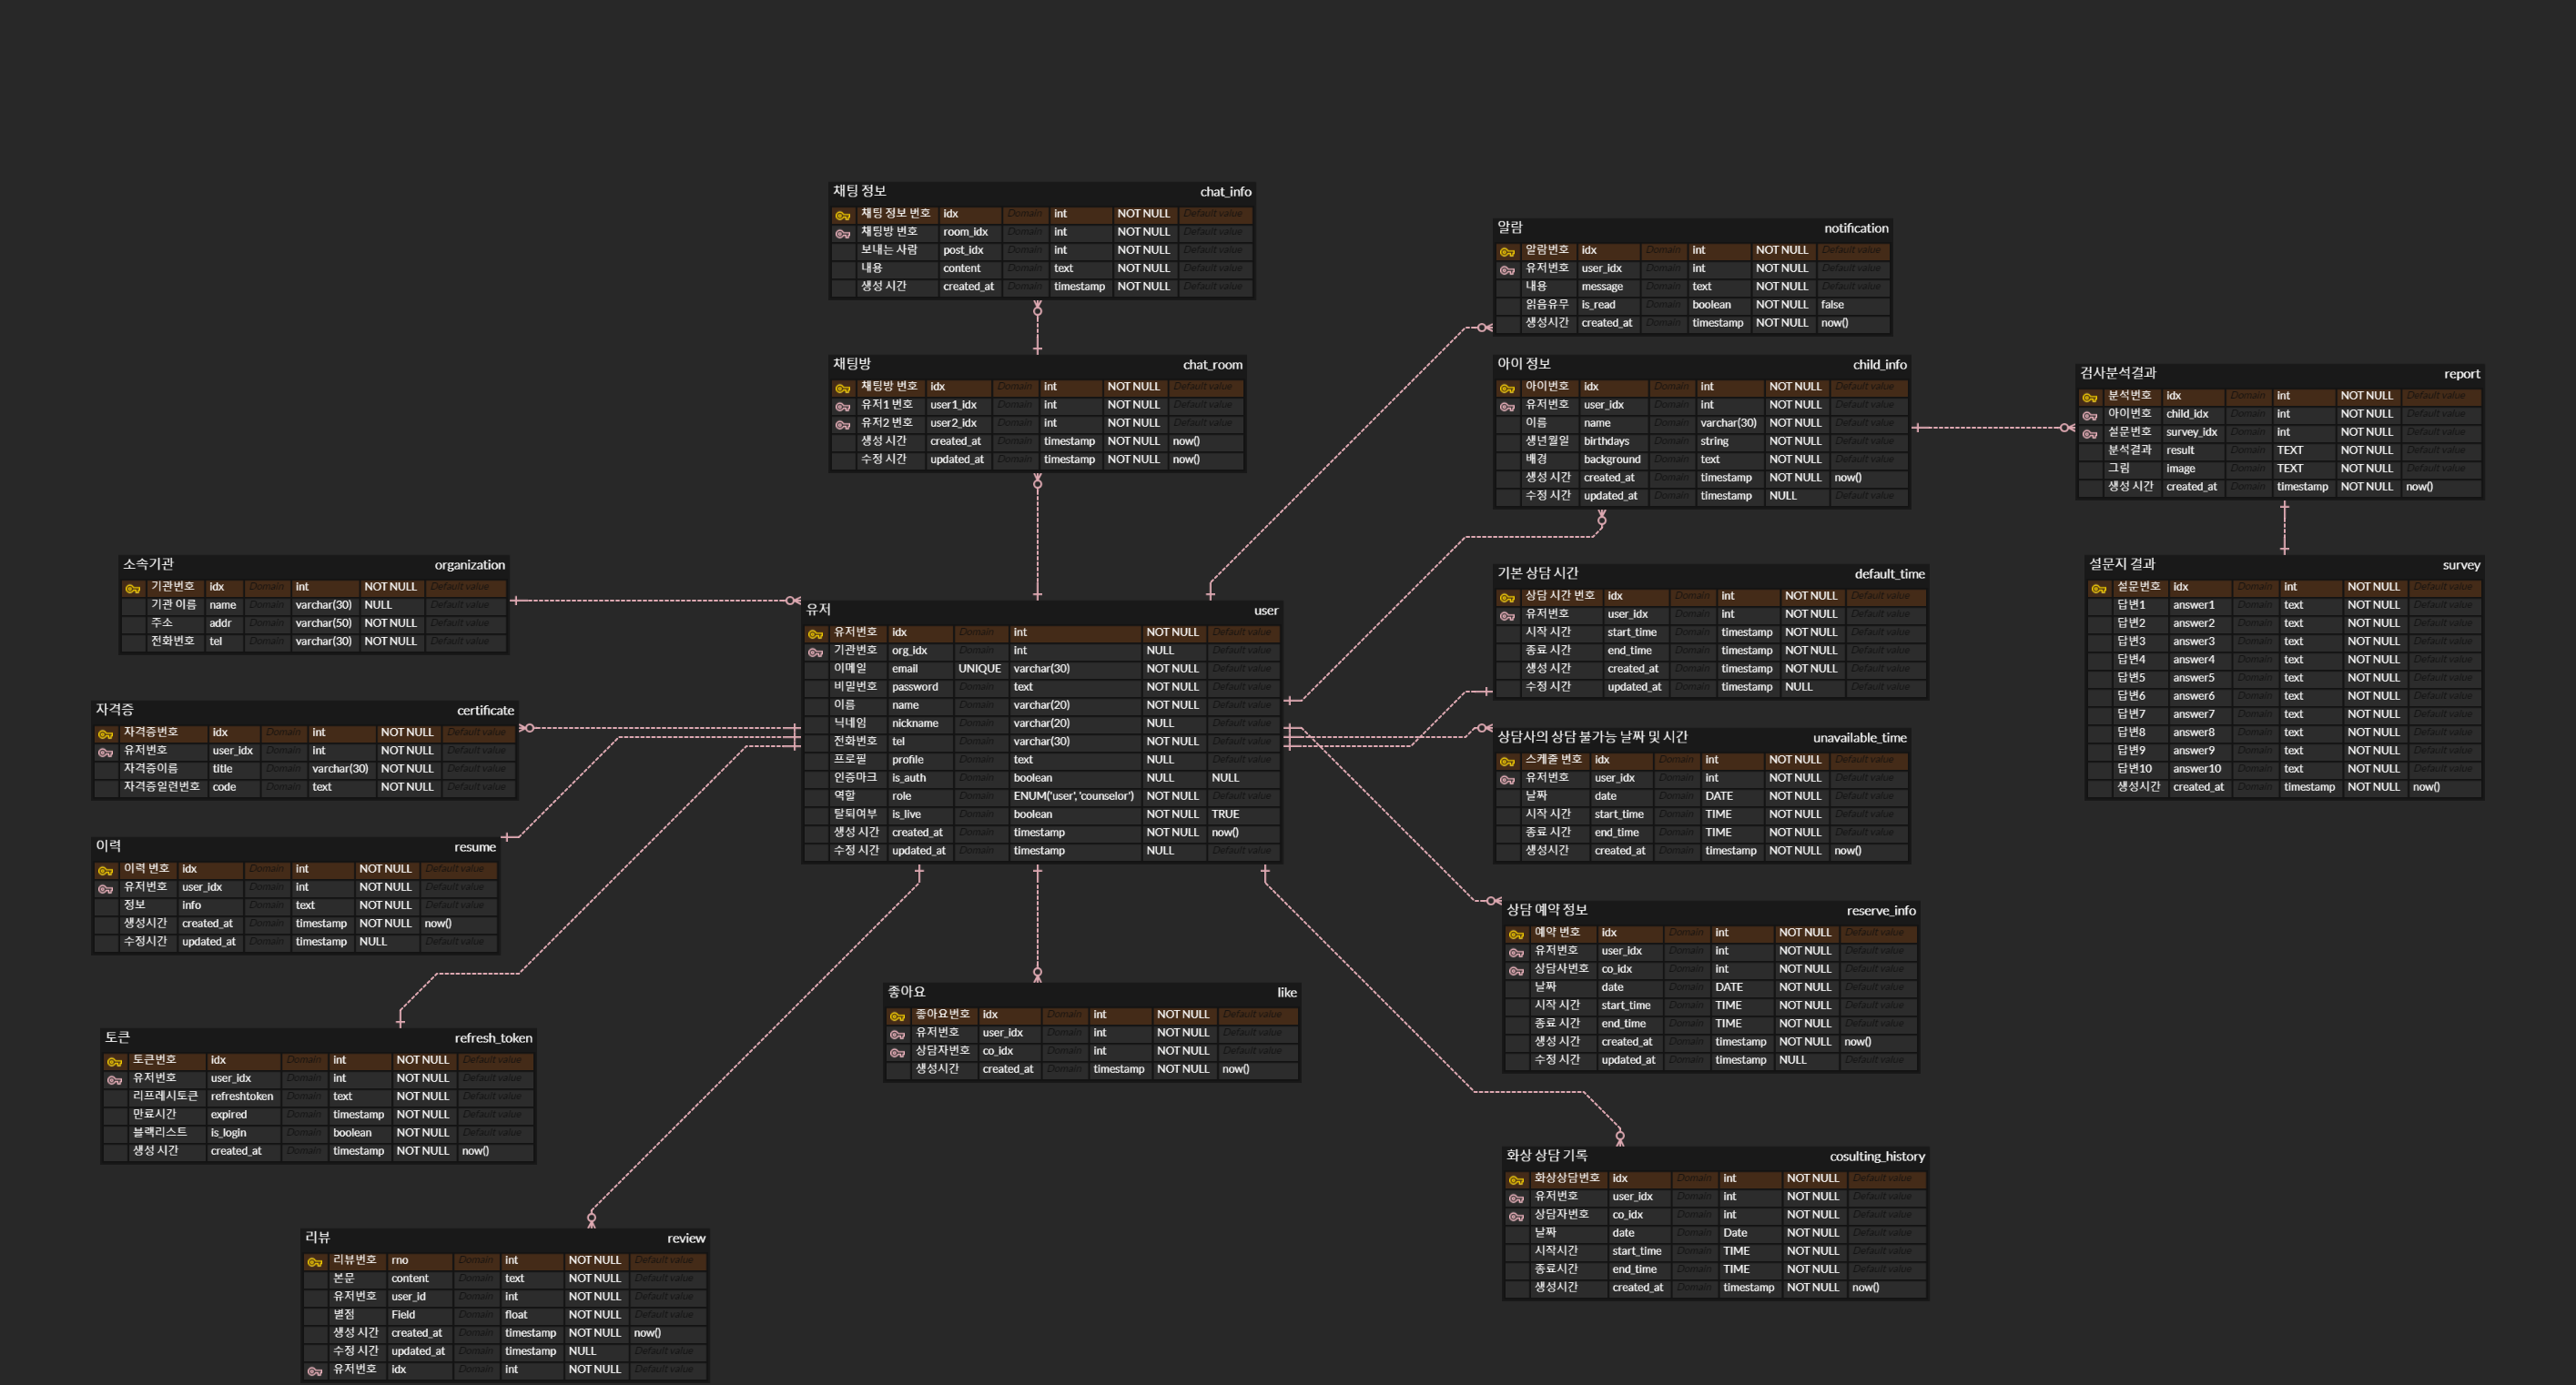 채팅 정보 chat_info
채팅 정보 번호 idx Domain int NOT NULL Default value
채팅방 번호 room_idx Domain int NOT NULL Default value
보내는 사람 post_idx Domain int NOT NULL Default value
내용 content Domain text NOT NULL Default value
생성 시간 created_at Domain timestamp NOT NULL Default value
채팅방 chat_room
채팅방 번호 idx Domain int NOT NULL Default value
유저1 번호 user1_idx Domain int NOT NULL Default value
유저2 번호 user2_idx Domain int NOT NULL Default value
생성 시간 created_at Domain timestamp NOT NULL now()
수정 시간 updated_at Domain timestamp NOT NULL now()
알람 notification
알람번호 idx Domain int NOT NULL Default value
유저번호 user_idx Domain int NOT NULL Default value
내용 message Domain text NOT NULL Default value
읽음유무 is_read Domain boolean NOT NULL false
생성시간 created_at Domain timestamp NOT NULL now()
아이 정보 child_info
아이번호 idx Domain int NOT NULL Default value
유저번호 user_idx Domain int NOT NULL Default value
이름 name Domain varchar(30) NOT NULL Default value
생년월일 birthdays Domain string NOT NULL Default value
배경 background Domain text NOT NULL Default value
생성 시간 created_at Domain timestamp NOT NULL now()
수정 시간 updated_at Domain timestamp NULL Default value
검사분석결과 report
분석번호 idx Domain int NOT NULL Default value
아이번호 child_idx Domain int NOT NULL Default value
설문번호 survey_idx Domain int NOT NULL Default value
분석결과 result Domain TEXT NOT NULL Default value
그림 image Domain TEXT NOT NULL Default value
생성 시간 created_at Domain timestamp NOT NULL now()
소속기관 organization
기관번호 idx Domain int NOT NULL Default value
기관 이름 name Domain varchar(30) NULL Default value
주소 addr Domain varchar(50) NOT NULL Default value
전화번호 tel Domain varchar(30) NOT NULL Default value
유저 user
유저번호 idx Domain int NOT NULL Default value
기관번호 org_idx Domain int NULL Default value
이메일 email UNIQUE varchar(30) NOT NULL Default value
비밀번호 password Domain text NOT NULL Default value
이름 name Domain varchar(20) NOT NULL Default value
닉네임 nickname Domain varchar(20) NULL Default value
전화번호 tel Domain varchar(30) NOT NULL Default value
프로필 profile Domain text NULL Default value
인증마크 is_auth Domain boolean NULL NULL
역할 role Domain ENUM('user', 'counselor') NOT NULL Default value
탈퇴여부 is_live Domain boolean NOT NULL TRUE
생성 시간 created_at Domain timestamp NOT NULL now()
수정 시간 updated_at Domain timestamp NULL Default value
기본 상담 시간 default_time
상담 시간 번호 idx Domain int NOT NULL Default value
유저번호 user_idx Domain int NOT NULL Default value
시작 시간 start_time Domain timestamp NOT NULL Default value
종료 시간 end_time Domain timestamp NOT NULL Default value
생성 시간 created_at Domain timestamp NOT NULL Default value
수정 시간 updated_at Domain timestamp NULL Default value
설문지 결과 survey
설문번호 idx Domain int NOT NULL Default value
답변1 answer1 Domain text NOT NULL Default value
답변2 answer2 Domain text NOT NULL Default value
답변3 answer3 Domain text NOT NULL Default value
답변4 answer4 Domain text NOT NULL Default value
답변5 answer5 Domain text NOT NULL Default value
답변6 answer6 Domain text NOT NULL Default value
답변7 answer7 Domain text NOT NULL Default value
답변8 answer8 Domain text NOT NULL Default value
답변9 answer9 Domain text NOT NULL Default value
답변10 answer10 Domain text NOT NULL Default value
생성시간 created_at Domain timestamp NOT NULL now()
자격증 certificate
자격증번호 idx Domain int NOT NULL Default value
유저번호 user_idx Domain int NOT NULL Default value
자격증이름 title Domain varchar(30) NOT NULL Default value
자격증일련번호 code Domain text NOT NULL Default value
상담사의 상담 불가능 날짜 및 시간 unavailable_time
스케줄 번호 idx Domain int NOT NULL Default value
유저번호 user_idx Domain int NOT NULL Default value
날짜 date Domain DATE NOT NULL Default value
시작 시간 start_time Domain TIME NOT NULL Default value
종료 시간 end_time Domain TIME NOT NULL Default value
생성시간 created_at Domain timestamp NOT NULL now()
이력 resume
이력 번호 idx Domain int NOT NULL Default value
유저번호 user_idx Domain int NOT NULL Default value
정보 info Domain text NOT NULL Default value
생성시간 created_at Domain timestamp NOT NULL now()
수정시간 updated_at Domain timestamp NULL Default value
상담 예약 정보 reserve_info
예약 번호 idx Domain int NOT NULL Default value
유저번호 user_idx Domain int NOT NULL Default value
상담사번호 co_idx Domain int NOT NULL Default value
날짜 date Domain DATE NOT NULL Default value
시작 시간 start_time Domain TIME NOT NULL Default value
종료 시간 end_time Domain TIME NOT NULL Default value
생성 시간 created_at Domain timestamp NOT NULL now()
수정 시간 updated_at Domain timestamp NULL Default value
좋아요 like
좋아요번호 idx Domain int NOT NULL Default value
유저번호 user_idx Domain int NOT NULL Default value
상담자번호 co_idx Domain int NOT NULL Default value
생성시간 created_at Domain timestamp NOT NULL now()
토큰 refresh_token
토큰번호 idx Domain int NOT NULL Default value
유저번호 user_idx Domain int NOT NULL Default value
리프레시토큰 refreshtoken Domain text NOT NULL Default value
만료시간 expired Domain timestamp NOT NULL Default value
블랙리스트 is_login Domain boolean NOT NULL Default value
생성 시간 created_at Domain timestamp NOT NULL now()
화상 상담 기록 cosulting_history
화상상담번호 idx Domain int NOT NULL Default value
유저번호 user_idx Domain int NOT NULL Default value
상담자번호 co_idx Domain int NOT NULL Default value
날짜 date Domain Date NOT NULL Default value
시작시간 start_time Domain TIME NOT NULL Default value
종료시간 end_time Domain TIME NOT NULL Default value
생성시간 created_at Domain timestamp NOT NULL now()
리뷰 review
리뷰번호 rno Domain int NOT NULL Default value
본문 content Domain text NOT NULL Default value
유저번호 user_id Domain int NOT NULL Default value
별점 Field Domain float NOT NULL Default value
생성 시간 created_at Domain timestamp NOT NULL now()
수정 시간 updated_at Domain timestamp NULL Default value
유저번호 idx Domain int NOT NULL Default value